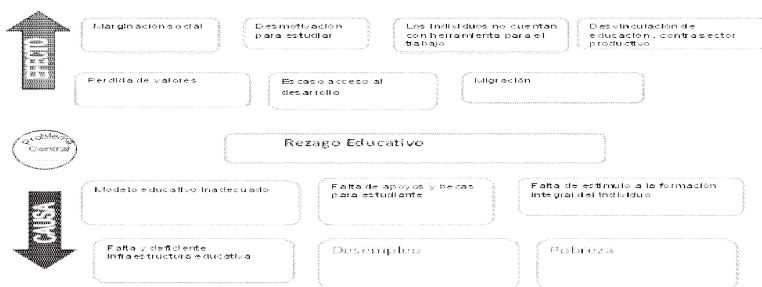 EFECTO
Marginación social
Desmotivación
para estudiar
Los Individuos no cuentan
con herramienta para el
trabajo
Desvinculación de
educación, contra sector
productivo
Perdida de valores
Escaso acceso al
desarrollo
Migración
Problema
Central
Rezago Educativo
CAUSA
Modelo educativo Inadecuado
Falta de apoyos y becas
para estudiante
Falta de estimulo a la formación
Integral del Individuo
Falta y deficiente
Infraestructura educativa
Desempleo
Pobreza